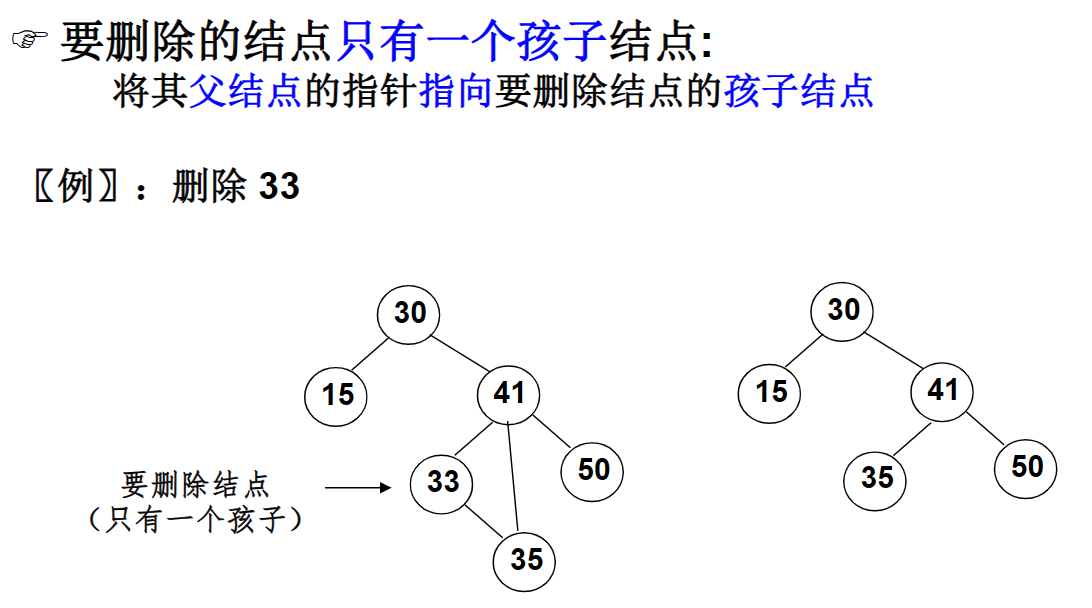 ☞ 要删除的结点只有一个孩子结点:
将其父结点的指针指向要删除结点的孩子结点
〖例〗：删除 33
30
15
41
33
50
35
要删除结点
（只有一个孩子）
30
15
41
35
50